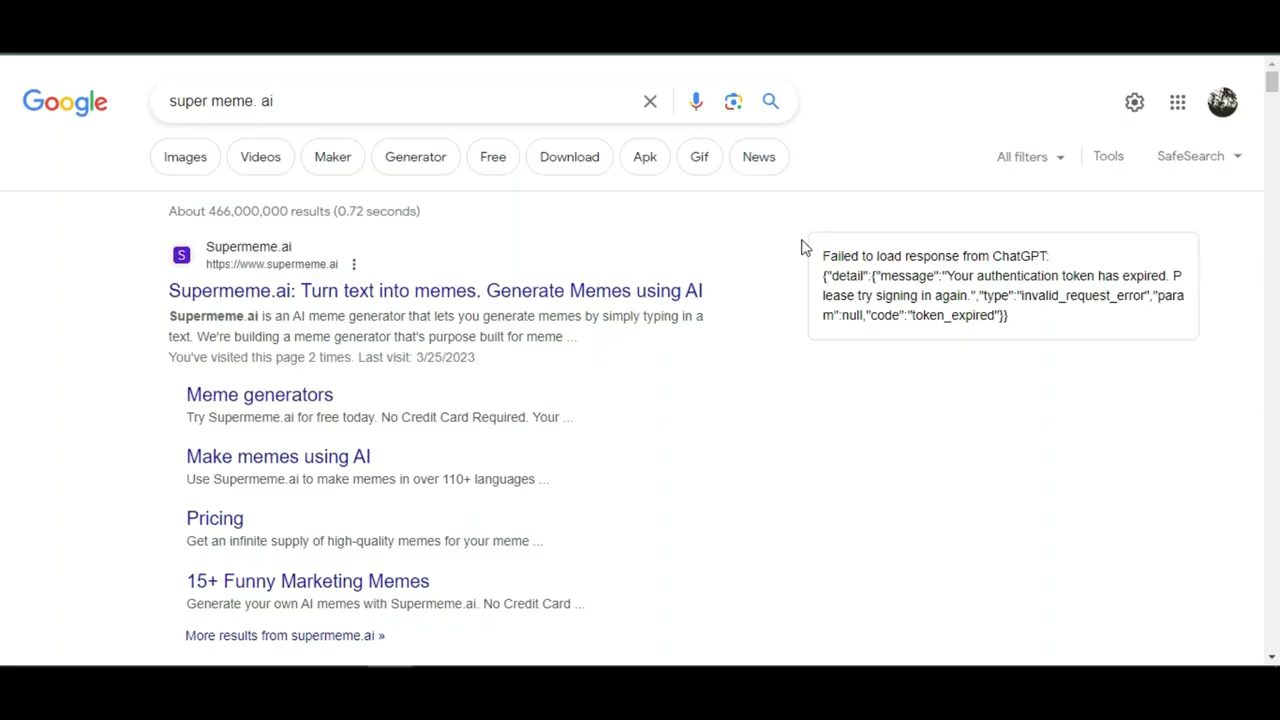 Google
super meme. ai
Images
Videos
Maker
Generator
Free
Download
Apk
Gif
News
All filters
Tools
SafeSearch
About 466,000,000 results (0.72 seconds)
S
Supermeme.ai
https://www.supermeme.ai
Supermeme.ai: Turn text into memes. Generate Memes using AI
Supermeme.ai is an AI meme generator that lets you generate memes by simply typing in a
text. We're building a meme generator that's purpose built for meme ...
You've visited this page 2 times. Last visit: 3/25/2023
Meme generators
Try Supermeme.ai for free today. No Credit Card Required. Your ...
Make memes using AI
Use Supermeme.ai to make memes in over 110+ languages ...
Pricing
Get an infinite supply of high-quality memes for your meme ...
15+ Funny Marketing Memes
Generate your own AI memes with Supermeme.ai. No Credit Card ...
More results from supermeme.ai »
Failed to load response from ChatGPT:
{"detail":{"message":"Your authentication token has expired. P
lease try signing in again.","type":"invalid_request_error","para
m":null,"code":"token_expired"}}